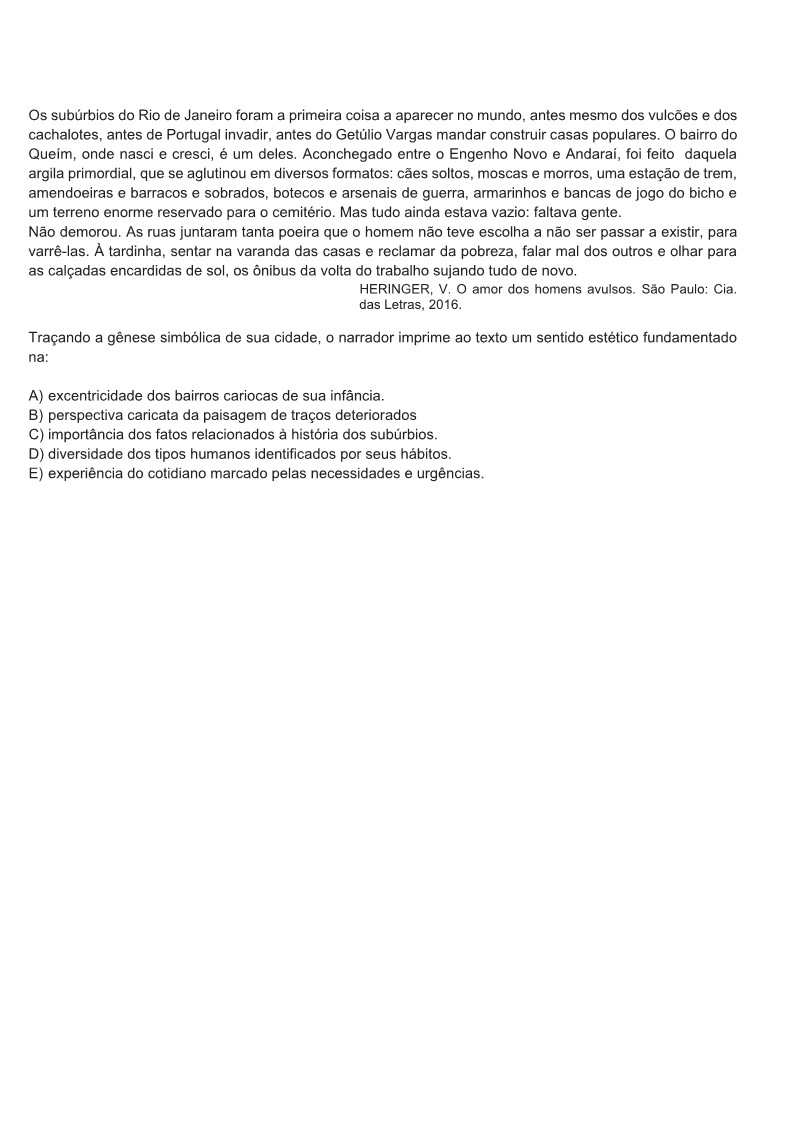 Os subúrbios do Rio de Janeiro foram a primeira coisa a aparecer no mundo, antes mesmo dos vulcões e dos
cachalotes, antes de Portugal invadir, antes do Getúlio Vargas mandar construir casas populares. O bairro do
Queím, onde nasci e cresci, é um deles. Aconchegado entre o Engenho Novo e Andaraí, foi feito daquela
argila primordial, que se aglutinou em diversos formatos: cães soltos, moscas e morros, uma estação de trem,
amendoeiras e barracos e sobrados, botecos e arsenais de guerra, armarinhos e bancas de jogo do bicho e
um terreno enorme reservado para o cemitério. Mas tudo ainda estava vazio: faltava gente.
Não demorou. As ruas juntaram tanta poeira que o homem não teve escolha a não ser passar a existir, para
varrê-las. À tardinha, sentar na varanda das casas e reclamar da pobreza, falar mal dos outros e olhar para
as calçadas encardidas de sol, os ônibus da volta do trabalho sujando tudo de novo.
HERINGER, V. O amor dos homens avulsos. São Paulo: Cia.
das Letras, 2016.
Traçando a gênese simbólica de sua cidade, o narrador imprime ao texto um sentido estético fundamentado
na:
A) excentricidade dos bairros cariocas de sua infância.
B) perspectiva caricata da paisagem de traços deteriorados
C) importância dos fatos relacionados à história dos subúrbios.
D) diversidade dos tipos humanos identificados por seus hábitos.
E) experiência do cotidiano marcado pelas necessidades e urgências.